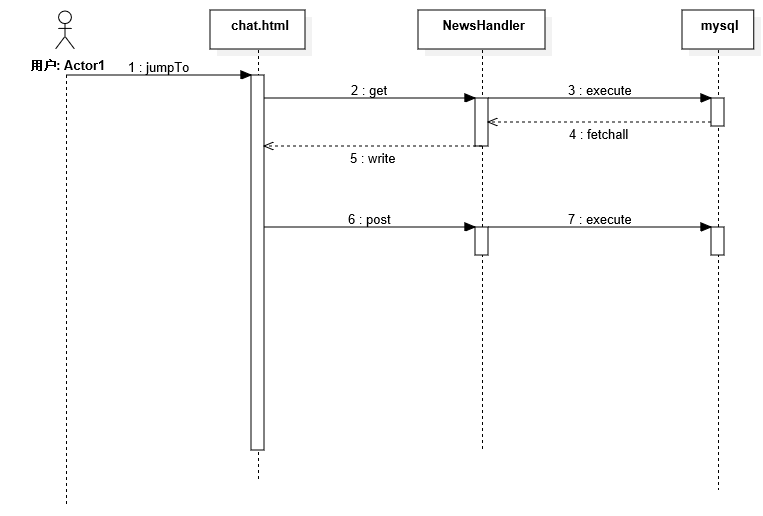 chat.html
NewsHandler
mysql
用户: Actor1
1 : jumpTo
2 : get
3 : execute
4 : fetchall
5 : write
6 : post
7 : execute